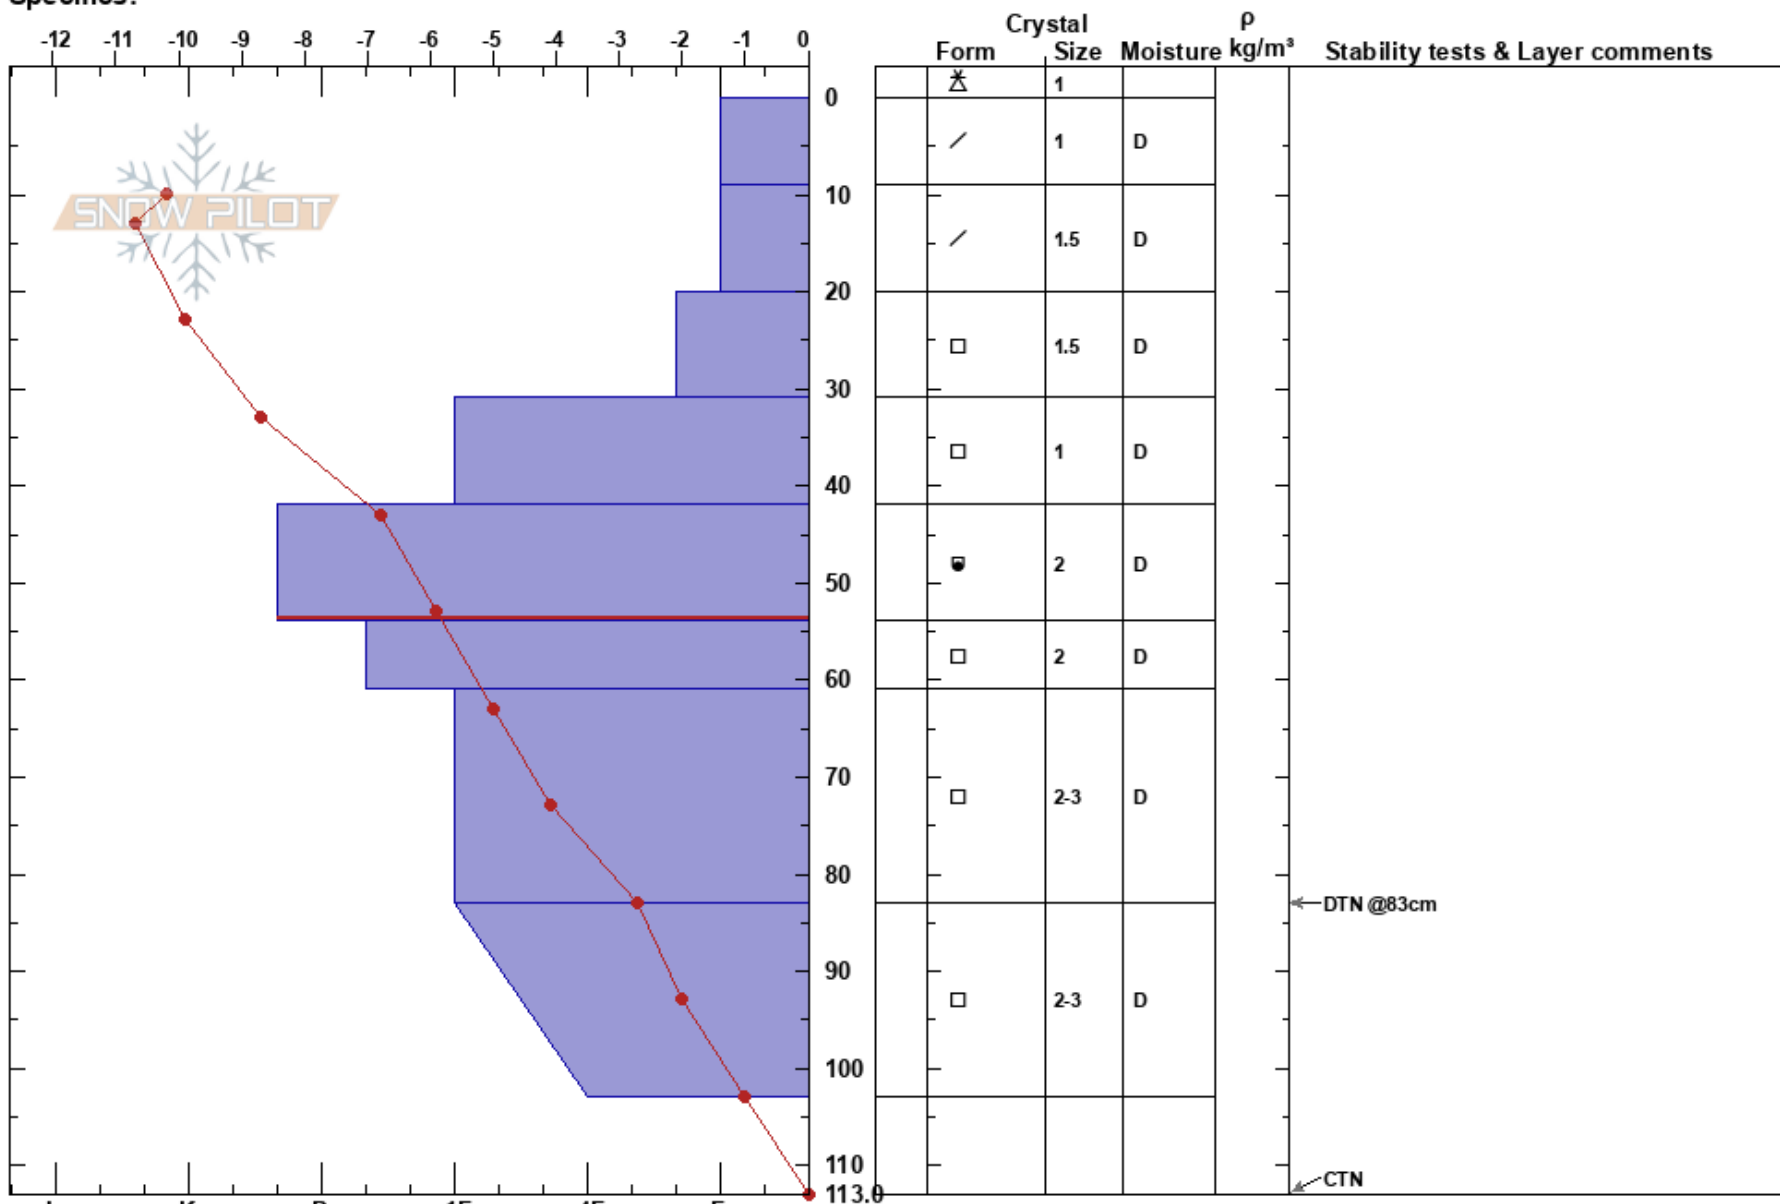 Crystal ρ
-12 -11 -10 -9 -8 -7 -6 -5 -4 -3 -2 -1 0 Form Size Moisture kg/m³ Stability tests & Layer comments
1
0
1 D
10
SNOW PILOT
1.5 D
20
1.5 D
30
1 D
40
2 D
50
2 D
60
70
2-3 D
80
DTN @83cm
90
2-3 D
100
110
CTN
113.0